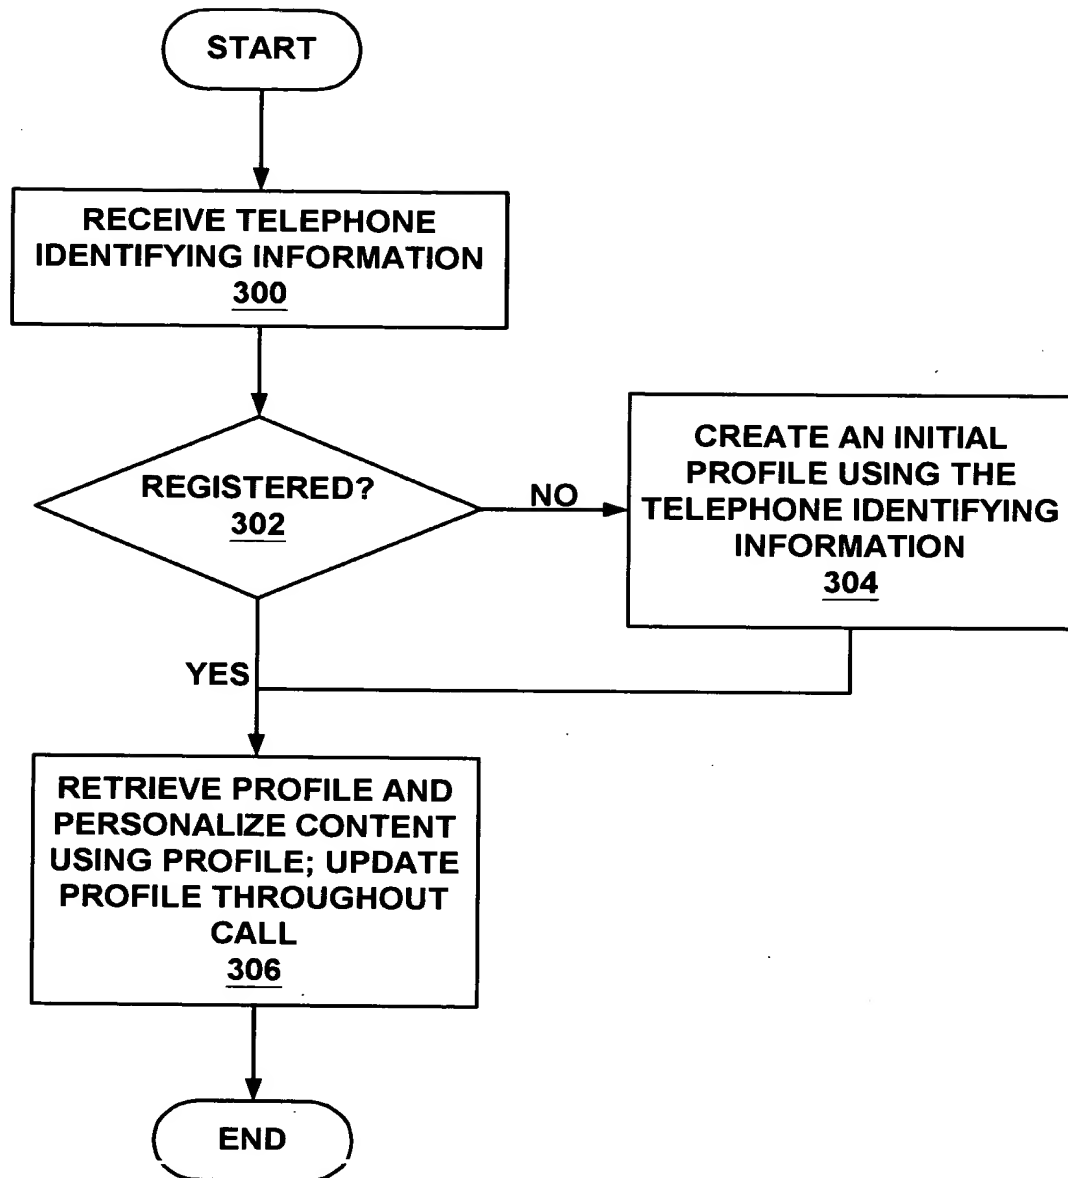 START
RECEIVE TELEPHONE
IDENTIFYING INFORMATION
300
REGISTERED?
302
NO
CREATE AN INITIAL
PROFILE USING THE
TELEPHONE IDENTIFYING
INFORMATION
304
YES
RETRIEVE PROFILE AND
PERSONALIZE CONTENT
USING PROFILE; UPDATE
PROFILE THROUGHOUT
CALL
306
END